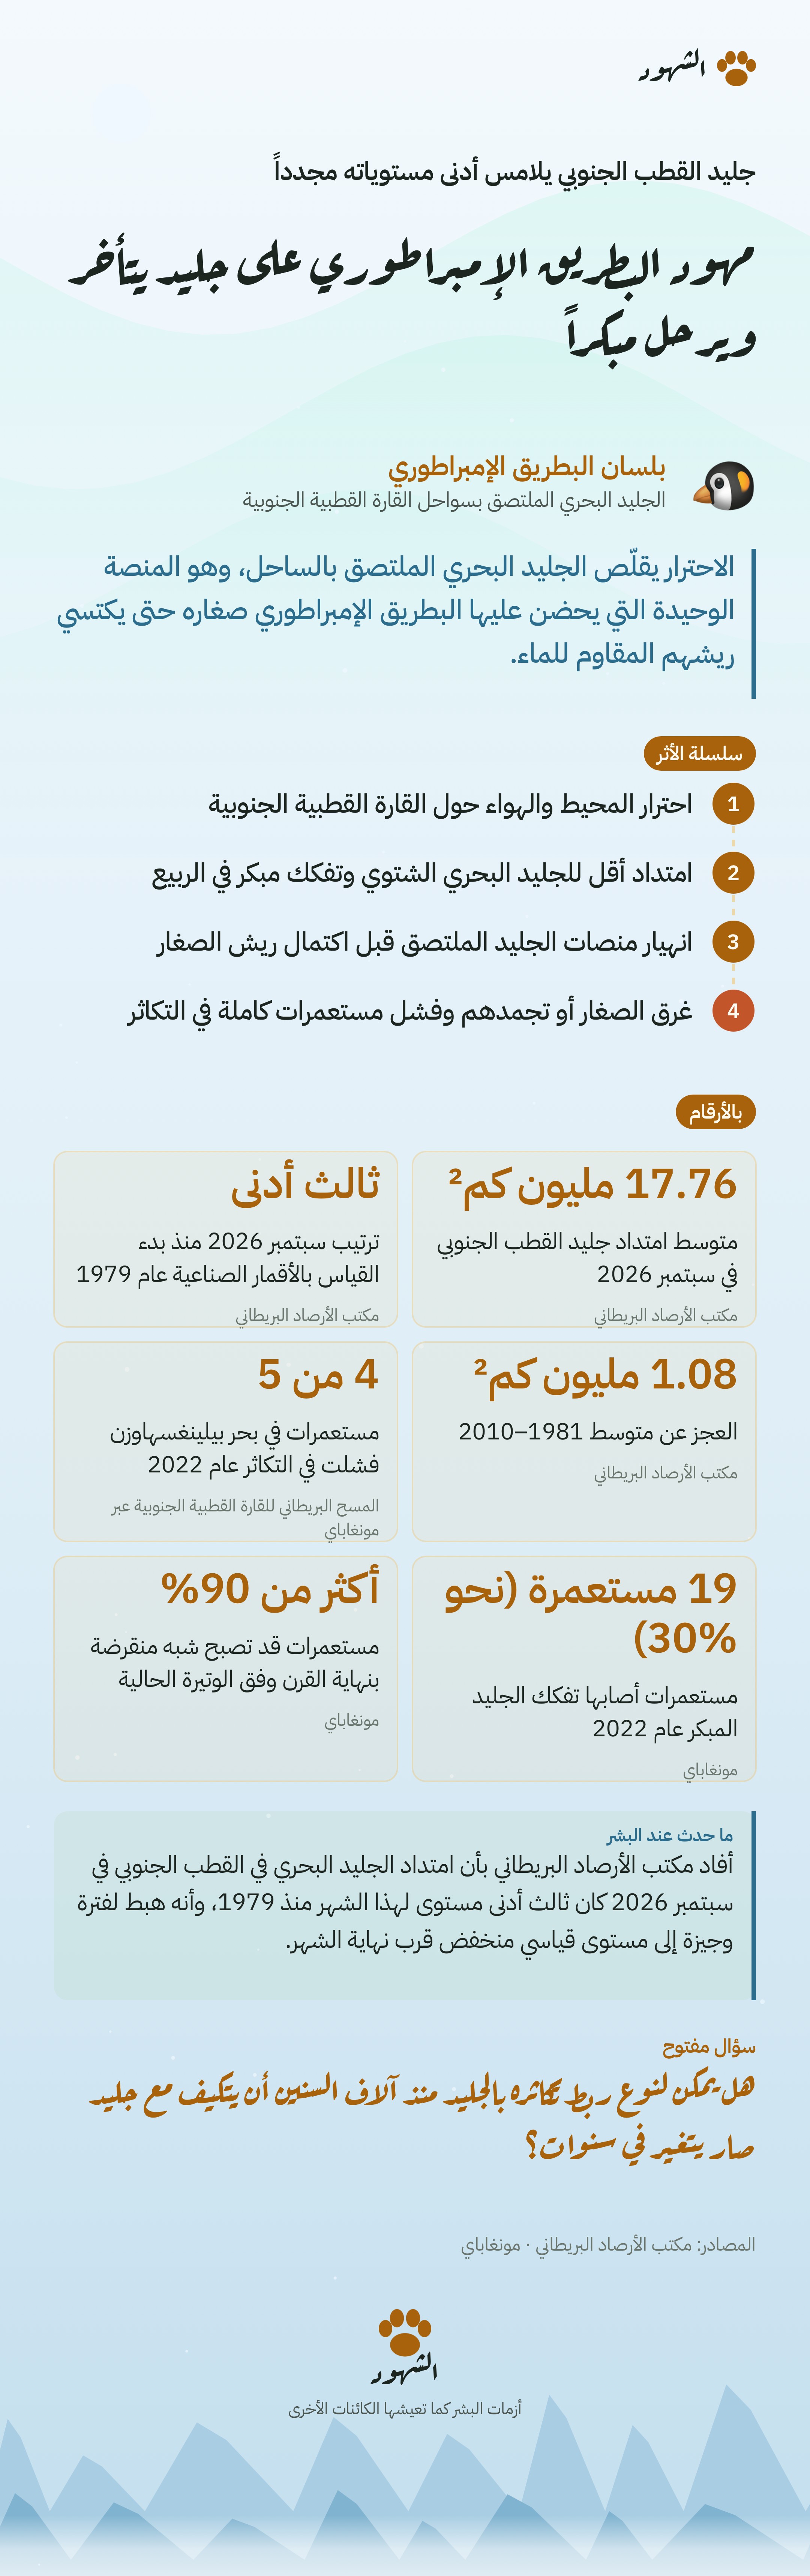 الشهود
جليد القطب الجنوبي يلامس أدنى مستوياته مجدداً
مهود البطريق الإمبراطوري على جليد يتأخر
ويرحل مبكراً
بلسان البطريق الإمبراطوري
الجليد البحري الملتصق بسواحل القارة القطبية الجنوبية
الاحترار يقلّص الجليد البحري الملتصق بالساحل، وهو المنصة
الوحيدة التي يحضن عليها البطريق الإمبراطوري صغاره حتى يكتسي
ريشهم المقاوم للماء.
سلسلة الأثر
1 احترار المحيط والهواء حول القارة القطبية الجنوبية
2 امتداد أقل للجليد البحري الشتوي وتفكك مبكر في الربيع
3 انهيار منصات الجليد الملتصق قبل اكتمال ريش الصغار
4 غرق الصغار أو تجمدهم وفشل مستعمرات كاملة في التكاثر
بالأرقام
17.76 مليون كم²
متوسط امتداد جليد القطب الجنوبي
في سبتمبر 2026
مكتب الأرصاد البريطاني
ثالث أدنى
ترتيب سبتمبر 2026 منذ بدء
القياس بالأقمار الصناعية عام 1979
مكتب الأرصاد البريطاني
1.08 مليون كم²
العجز عن متوسط 1981–2010
مكتب الأرصاد البريطاني
4 من 5
مستعمرات في بحر بيلينغسهاوزن
فشلت في التكاثر عام 2022
المسح البريطاني للقارة القطبية الجنوبية عبر
مونغاباي
19 مستعمرة (نحو
30%)
مستعمرات أصابها تفكك الجليد
المبكر عام 2022
مونغاباي
أكثر من 90%
مستعمرات قد تصبح شبه منقرضة
بنهاية القرن وفق الوتيرة الحالية
مونغاباي
ما حدث عند البشر
أفاد مكتب الأرصاد البريطاني بأن امتداد الجليد البحري في القطب الجنوبي في
سبتمبر 2026 كان ثالث أدنى مستوى لهذا الشهر منذ 1979، وأنه هبط لفترة
وجيزة إلى مستوى قياسي منخفض قرب نهاية الشهر.
سؤال مفتوح
هل يمكن لنوع ربط تكاثره بالجليد منذ آلاف السنين أن يتكيف مع جليد
صار يتغير في سنوات؟
المصادر: مكتب الأرصاد البريطاني · مونغاباي
الشهود
أزمات البشر كما تعيشها الكائنات الأخرى